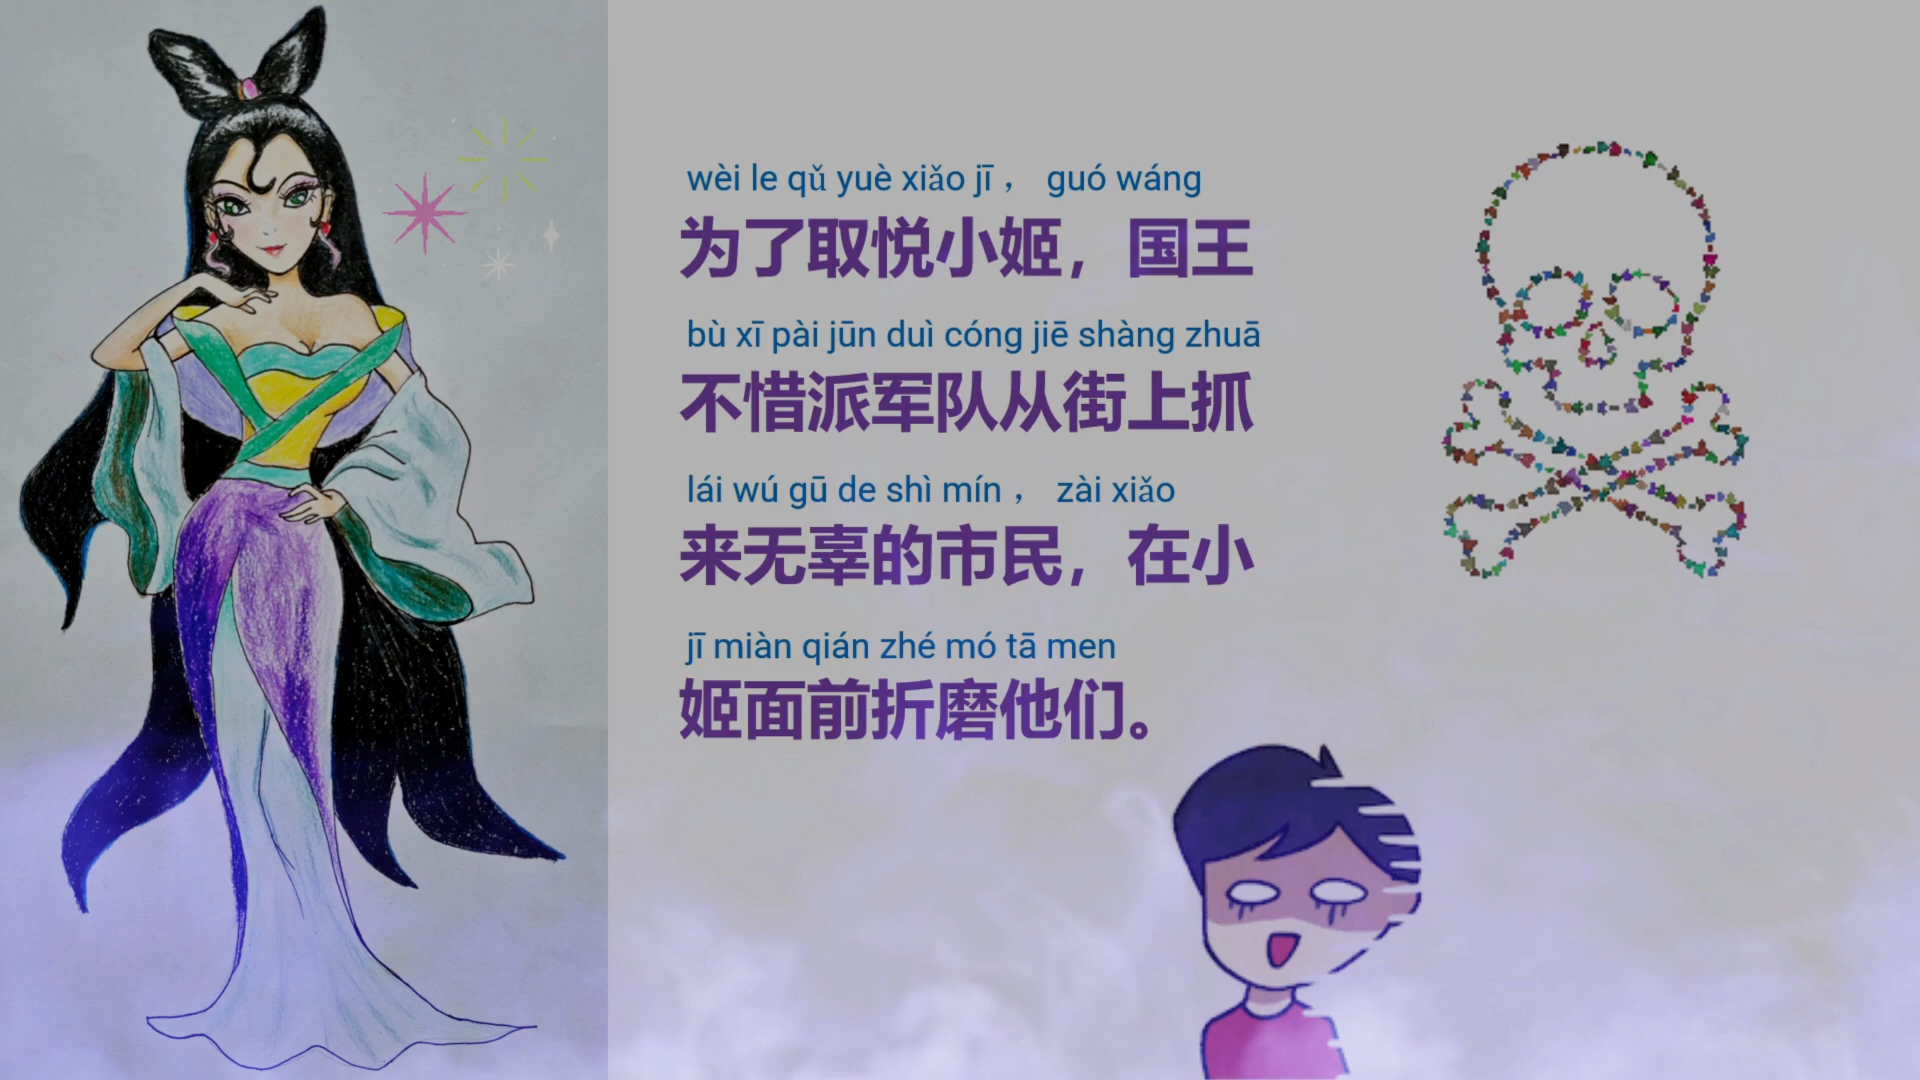 wèi le qǔ yuè xiǎo jī， guó wáng
为了取悦小姬，国王
bù xī pài jūn duì cóng jiē shàng zhuā
不惜派军队从街上抓
lái wú gū de shì mín， zài xiǎo
来无辜的市民，在小
jī miàn qián zhé mó tā men
姬面前折磨他们。